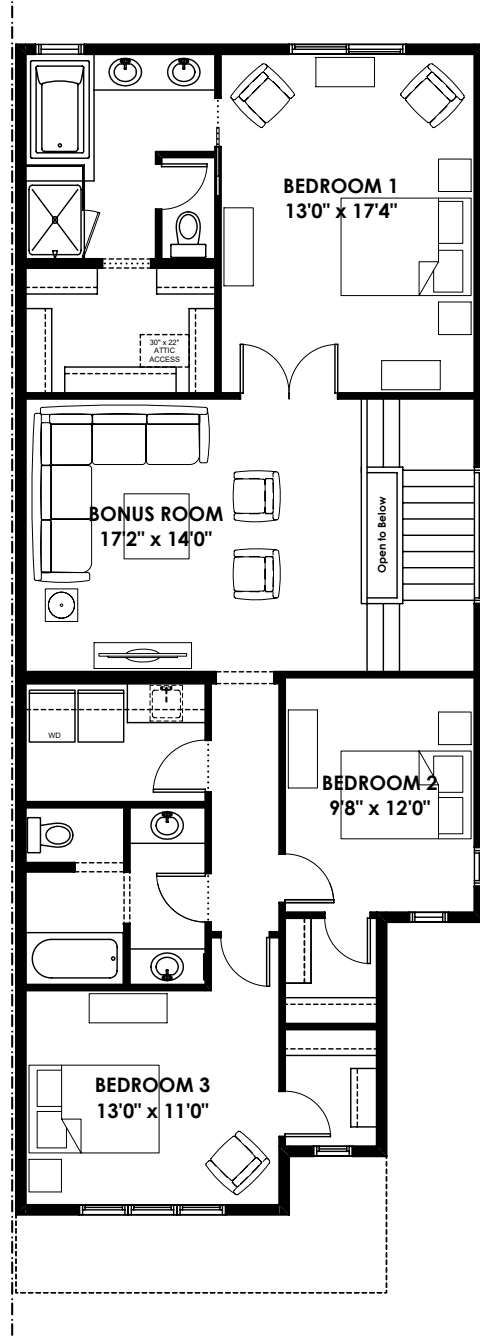 BEDROOM 1
13'0" x 17'4"
30" x 22"
ATTIC
ACCESS
BONUS ROOM
17'2" x 14'0"
Open to Below
WD
BEDROOM 2
9'8" x 12'0"
BEDROOM 3
13'0" x 11'0"